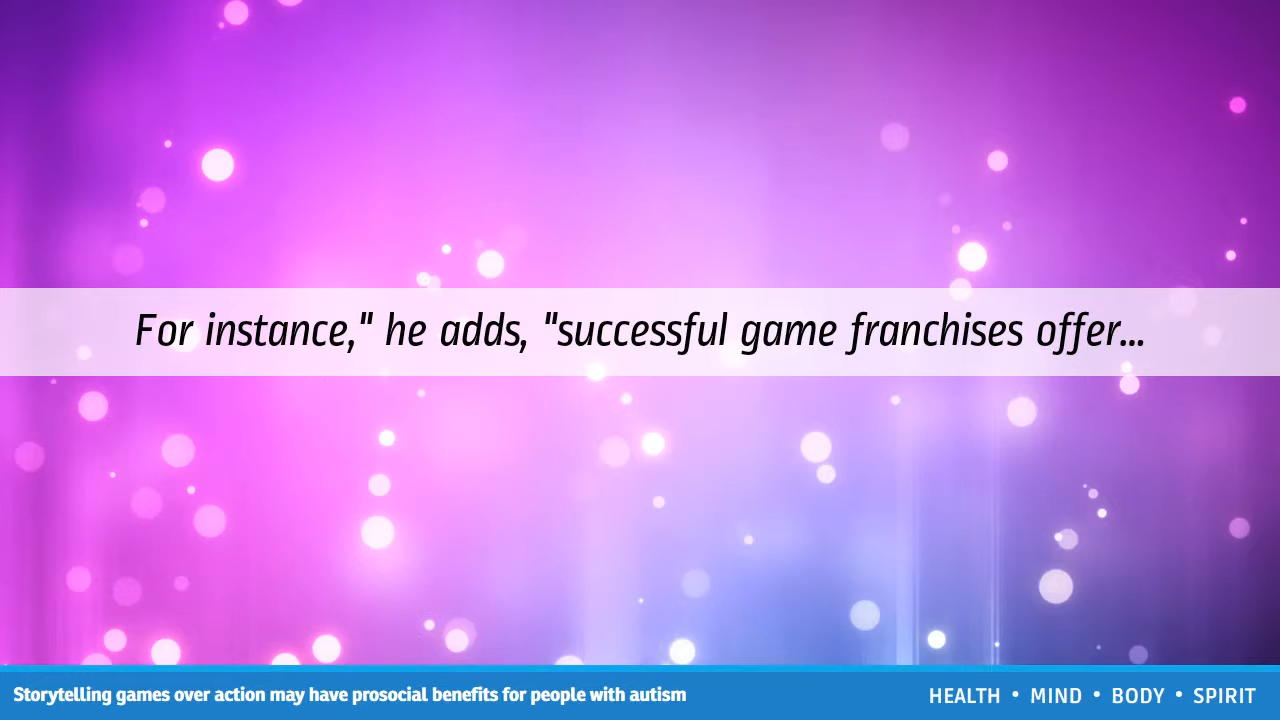 For instance," he adds, "successful game franchises offer...
Storytelling games over action may have prosocial benefits for people with autism
HEALTH • MIND • BODY • SPIRIT